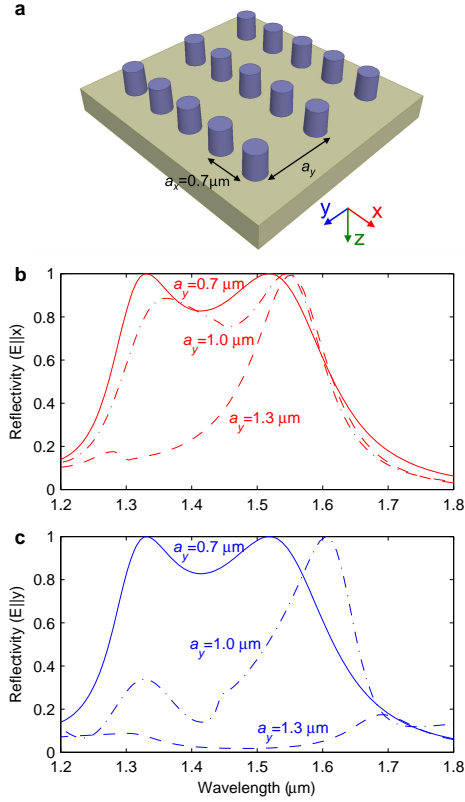 a
a_x=0.7μm
a_y
y
x
z
b
Reflectivity (E||x)
1
0.8
0.6
0.4
0.2
0
a_y=0.7 μm
a_y=1.0 μm
a_y=1.3 μm
1.2 1.3 1.4 1.5 1.6 1.7 1.8
c
Reflectivity (E||y)
1
0.8
0.6
0.4
0.2
0
a_y=0.7 μm
a_y=1.0 μm
a_y=1.3 μm
1.2 1.3 1.4 1.5 1.6 1.7 1.8
Wavelength (μm)